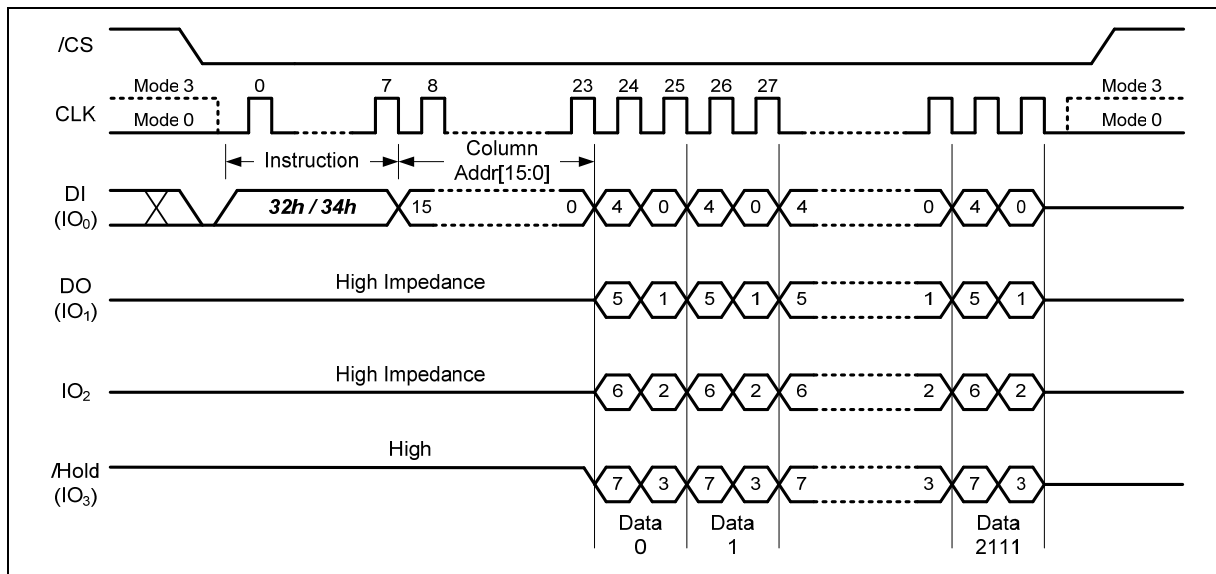 /CS
Mode 3 0 7 8 23 24 25 26 27 Mode 3
CLK
Mode 0 Mode 0
Instruction
Column
Addr[15:0]
DI
(IO₀)
32h / 34h 15 0 4 0 4 0 4 0 4 0
High Impedance
DO
(IO₁)
5 1 5 1 5 1 5 1
High Impedance
IO₂
6 2 6 2 6 2 6 2
High
/Hold
(IO₃)
7 3 7 3 7 3 7 3
Data
0
Data
1
Data
2111